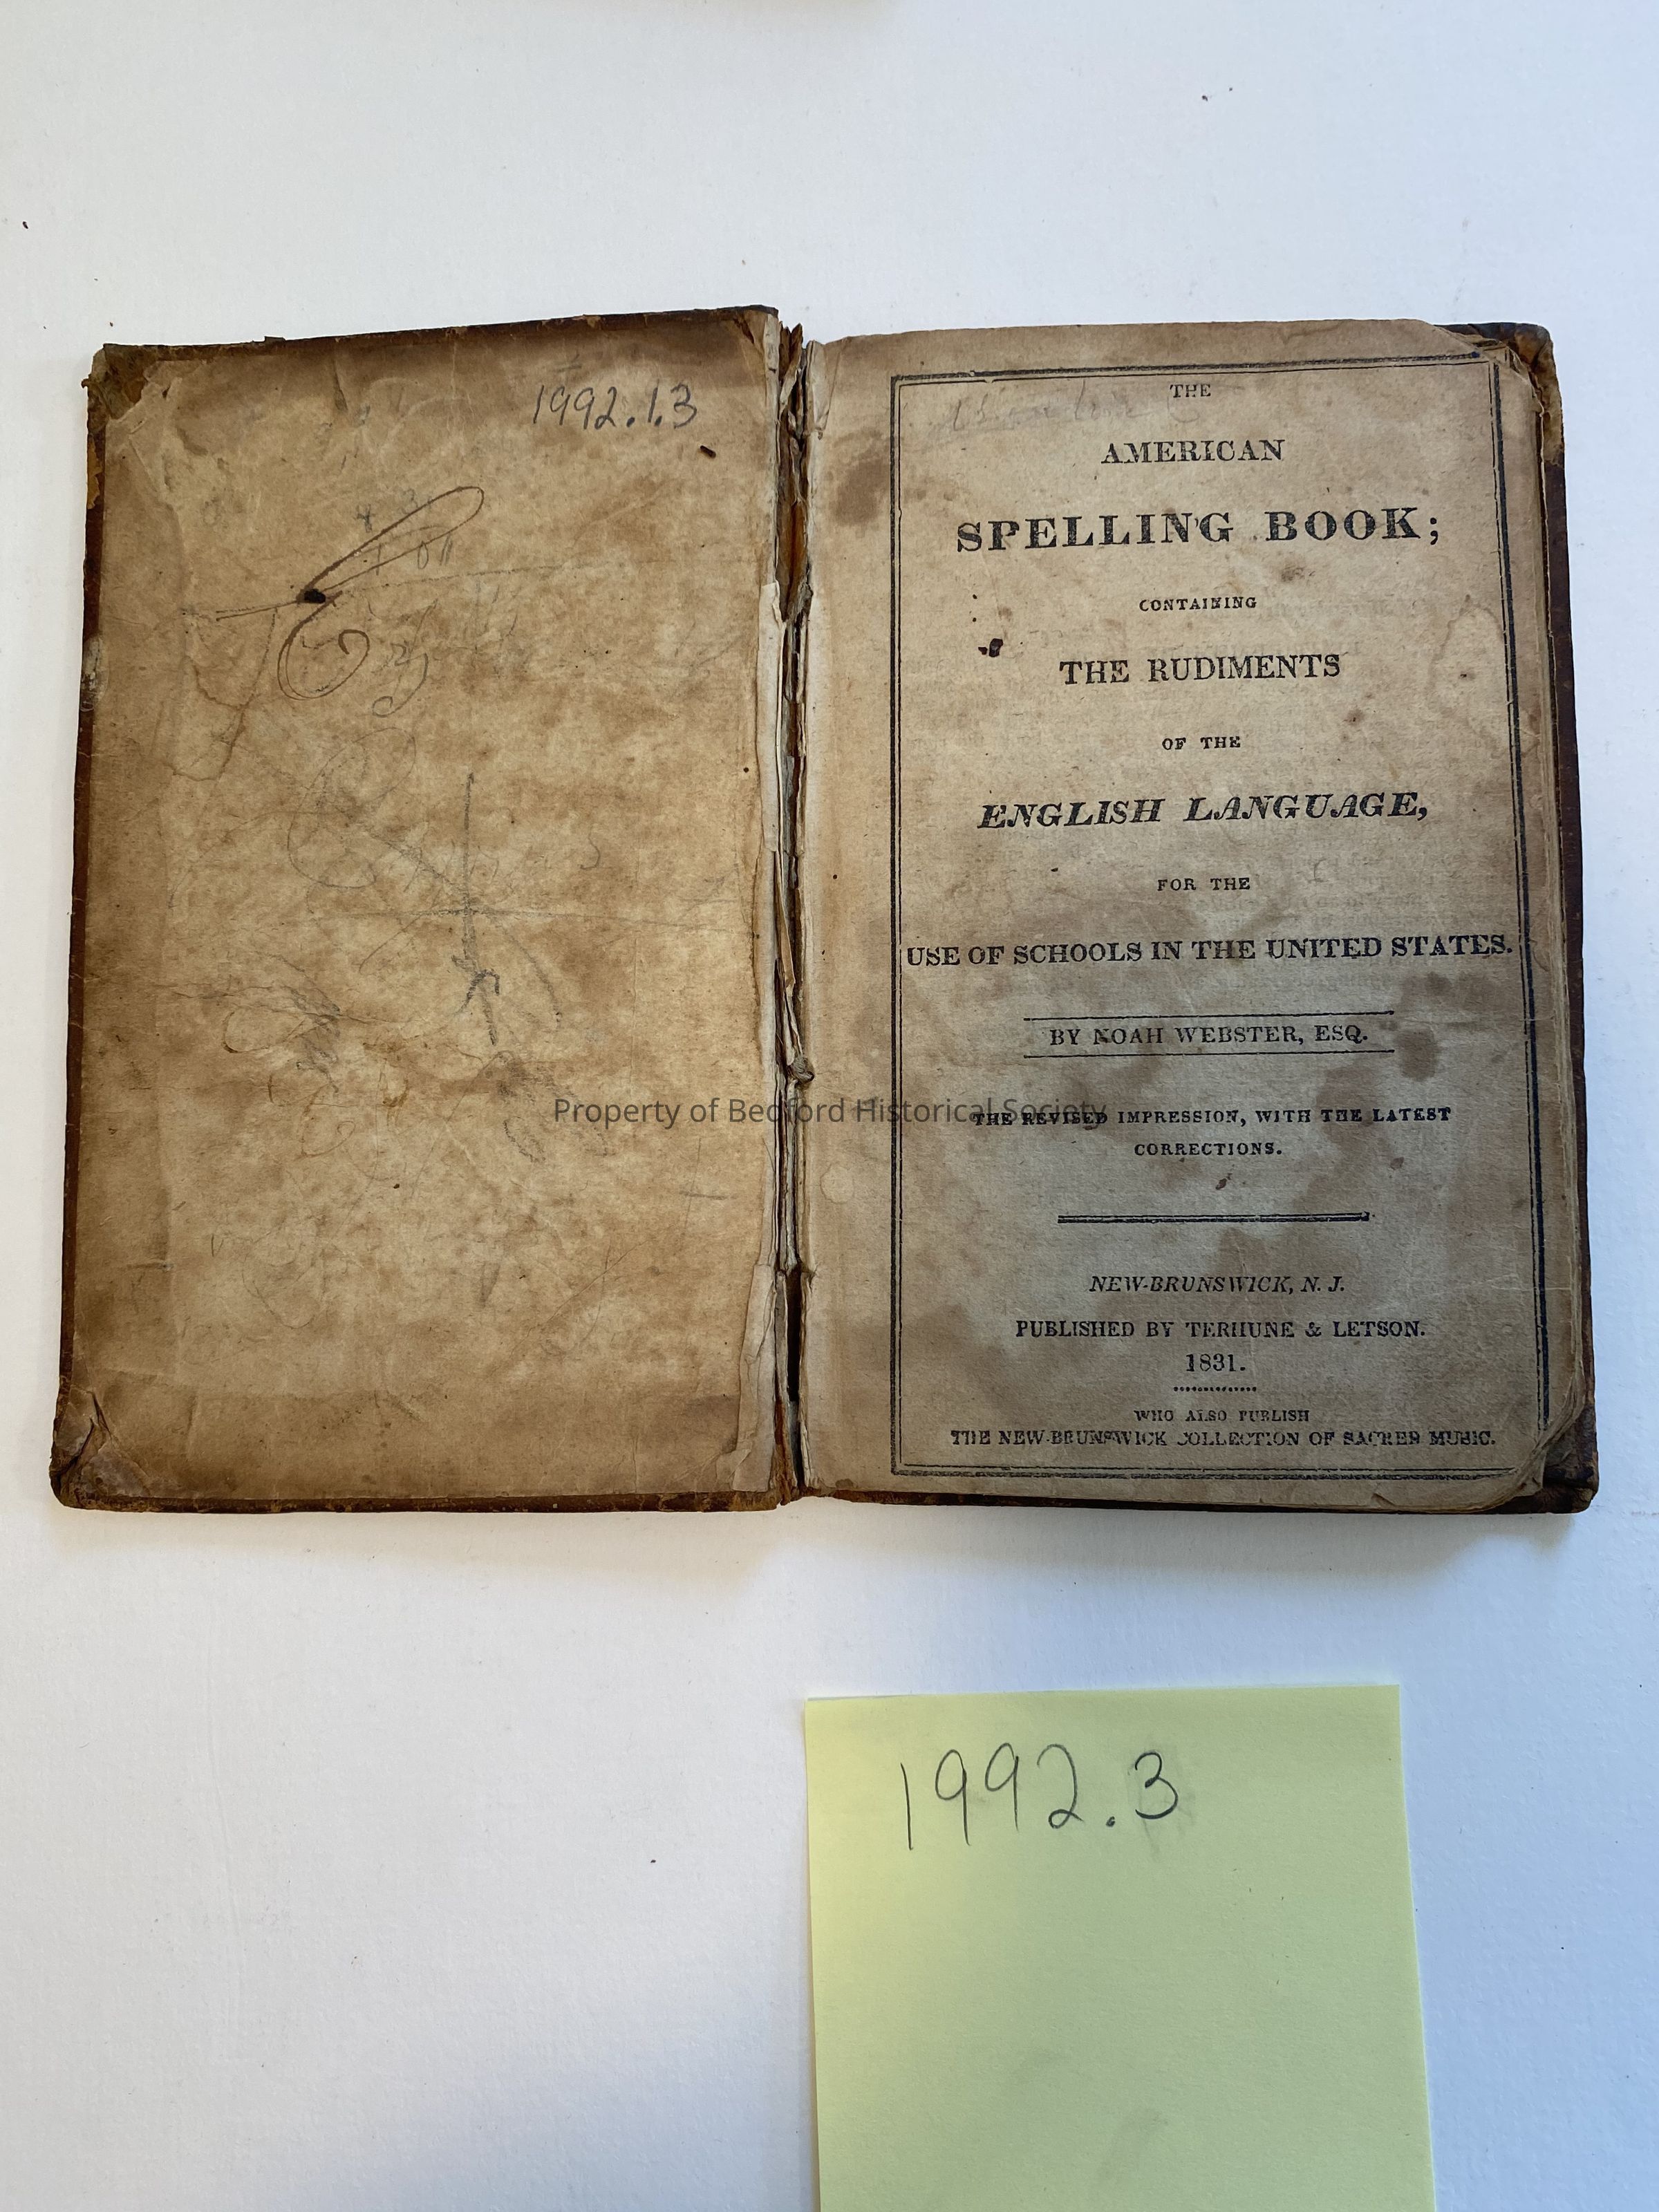 1992.1.3
THE
AMERICAN
SPELLING BOOK;
CONTAINING
THE RUDIMENTS
OF THE
ENGLISH LANGUAGE,
FOR THE
USE OF SCHOOLS IN THE UNITED STATES.
BY NOAH WEBSTER, ESQ.
Property of Bedford Historical Society
THE REVISED IMPRESSION, WITH THE LATEST
CORRECTIONS.
NEW-BRUNSWICK, N. J.
PUBLISHED BY TERHUNE & LETSON.
1831.
WHO ALSO PUBLISH
THE NEW-BRUNSWICK COLLECTION OF SACRED MUSIC.
1992.3